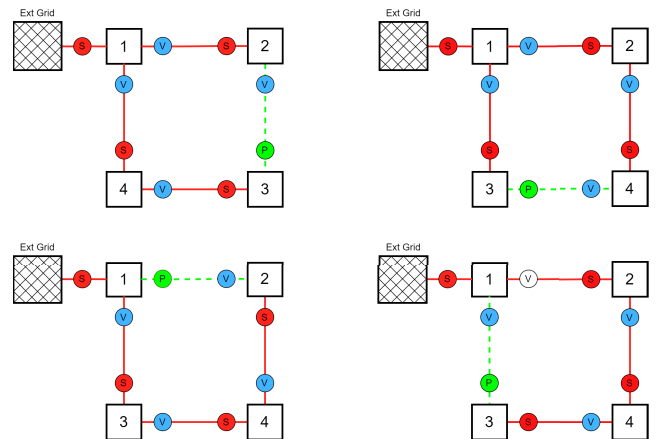 Ext Grid
S 1 V S 2
V V
S P
4 V S 3
Ext Grid
S 1 V S 2
V V
S S
3 P V 4
Ext Grid
S 1 P V 2
V S
S V
3 V S 4
Ext Grid
S 1 V S 2
V V
P S
3 S V 4